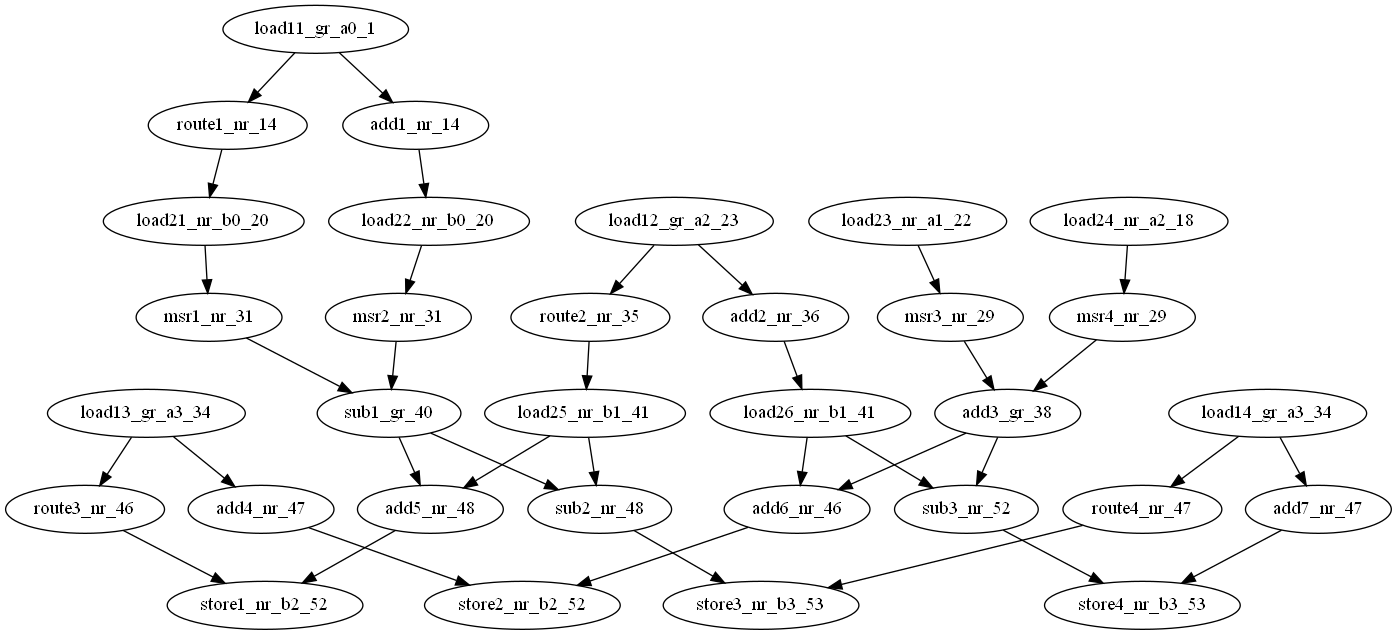 load11_gr_a0_1
route1_nr_14
add1_nr_14
load21_nr_b0_20
load22_nr_b0_20
load12_gr_a2_23
load23_nr_a1_22
load24_nr_a2_18
msr1_nr_31
msr2_nr_31
route2_nr_35
add2_nr_36
msr3_nr_29
msr4_nr_29
load13_gr_a3_34
sub1_gr_40
load25_nr_b1_41
load26_nr_b1_41
add3_gr_38
load14_gr_a3_34
route3_nr_46
add4_nr_47
add5_nr_48
sub2_nr_48
add6_nr_46
sub3_nr_52
route4_nr_47
add7_nr_47
store1_nr_b2_52
store2_nr_b2_52
store3_nr_b3_53
store4_nr_b3_53